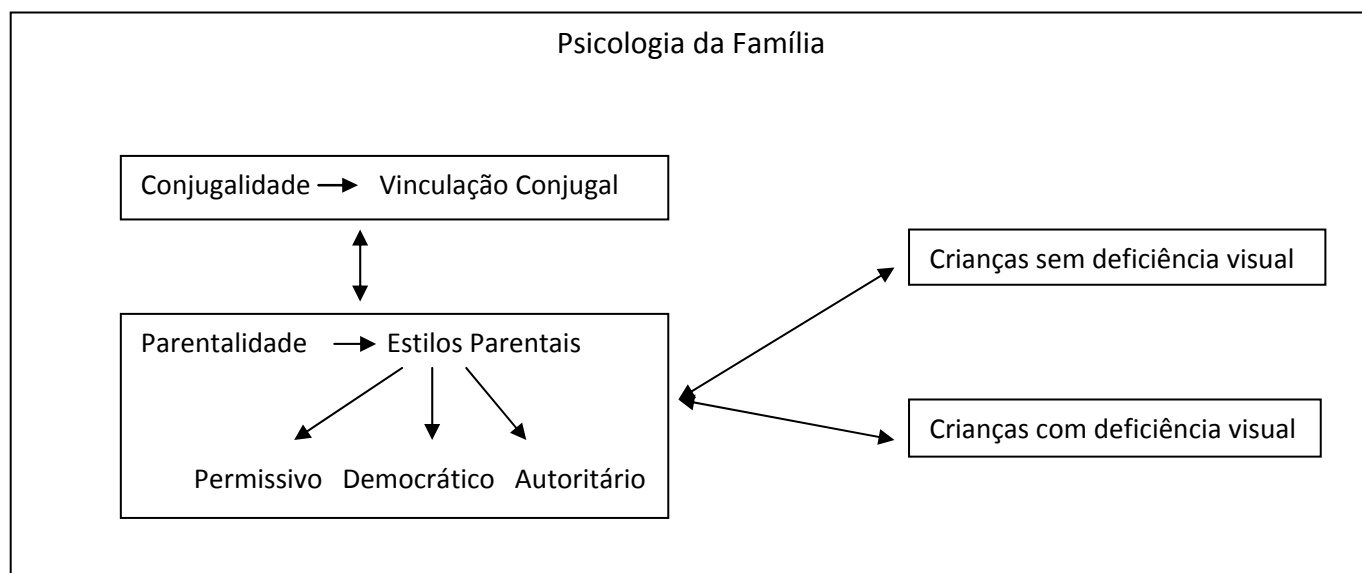 Psicologia da Família
Conjugalidade Vinculação Conjugal
Crianças sem deficiência visual
Parentalidade Estilos Parentais
Crianças com deficiência visual
Permissivo Democrático Autoritário